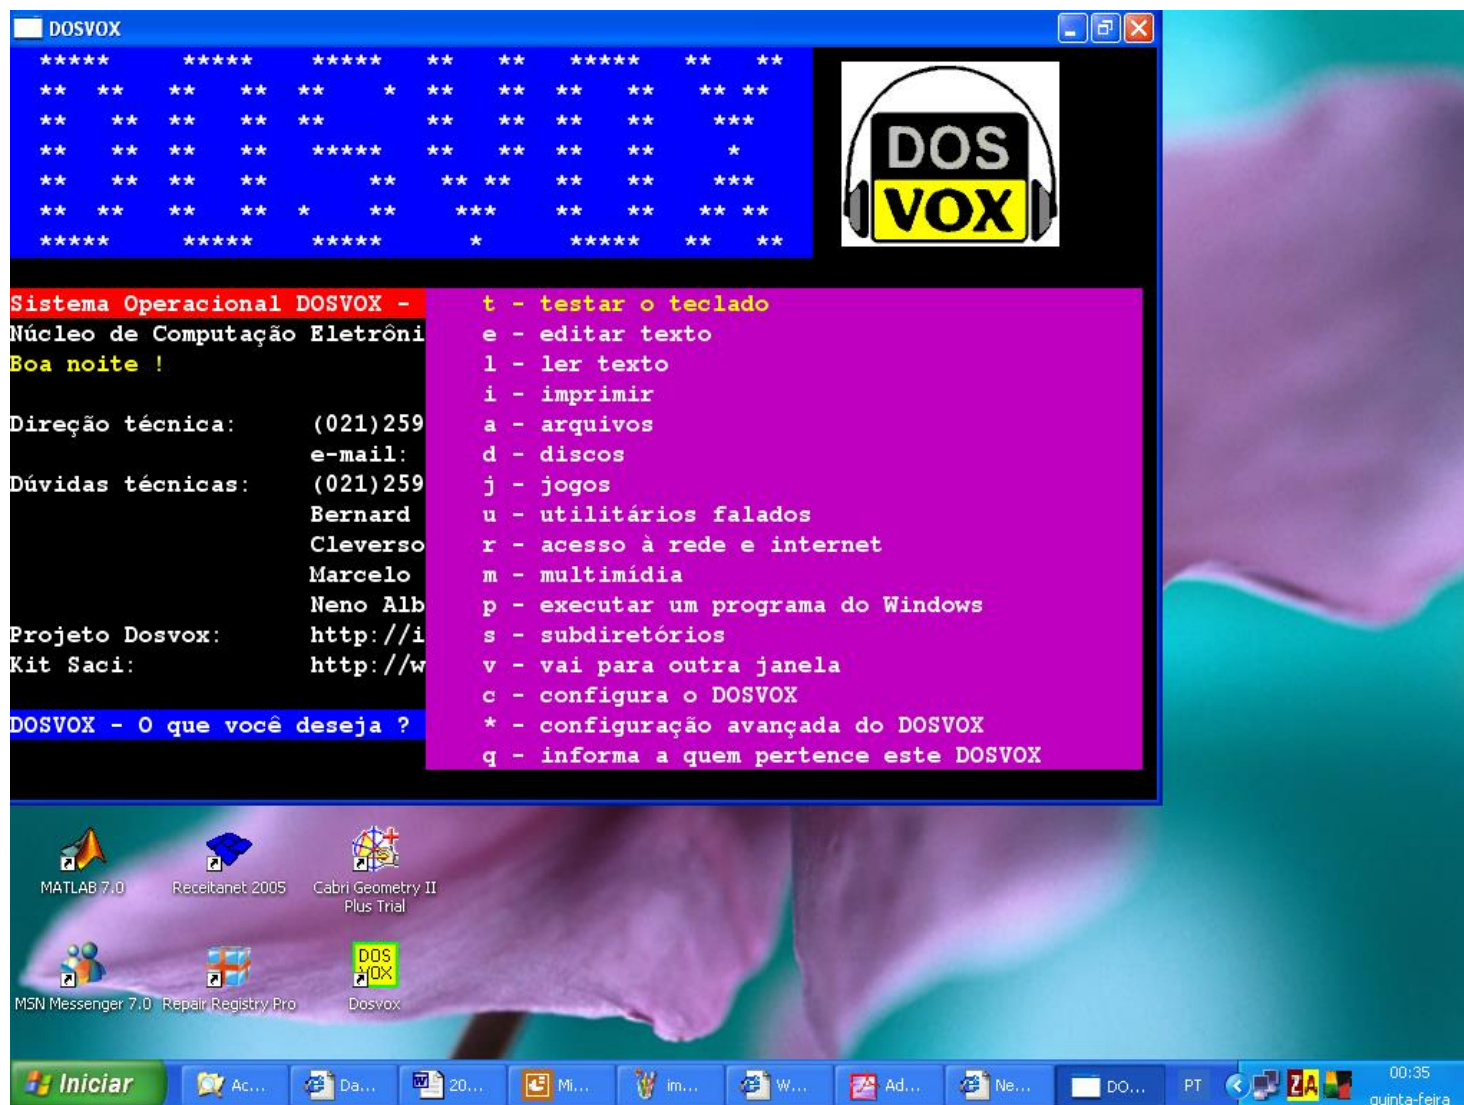 DOSVOX
DOS
VOX
Sistema Operacional DOSVOX -
Núcleo de Computação Eletrôni
Boa noite !
Direção técnica: (021)259
e-mail:
Dúvidas técnicas: (021)259
Bernard
Cleverso
Marcelo
Neno Alb
Projeto Dosvox: http://i
Kit Saci: http://w
DOSVOX - O que você deseja ?
t - testar o teclado
e - editar texto
l - ler texto
i - imprimir
a - arquivos
d - discos
j - jogos
u - utilitários falados
r - acesso à rede e internet
m - multimídia
p - executar um programa do Windows
s - subdiretórios
v - vai para outra janela
c - configura o DOSVOX
* - configuração avançada do DOSVOX
q - informa a quem pertence este DOSVOX
MATLAB 7.0
Receitanet 2005
Cabri Geometry II
Plus Trial
MSN Messenger 7.0
Repair Registry Pro
DOS
VOX
Dosvox
Iniciar
Ac...
Da...
20...
Mi...
im...
W...
Ad...
Ne...
DO...
PT
ZA
00:35
quinta-feira